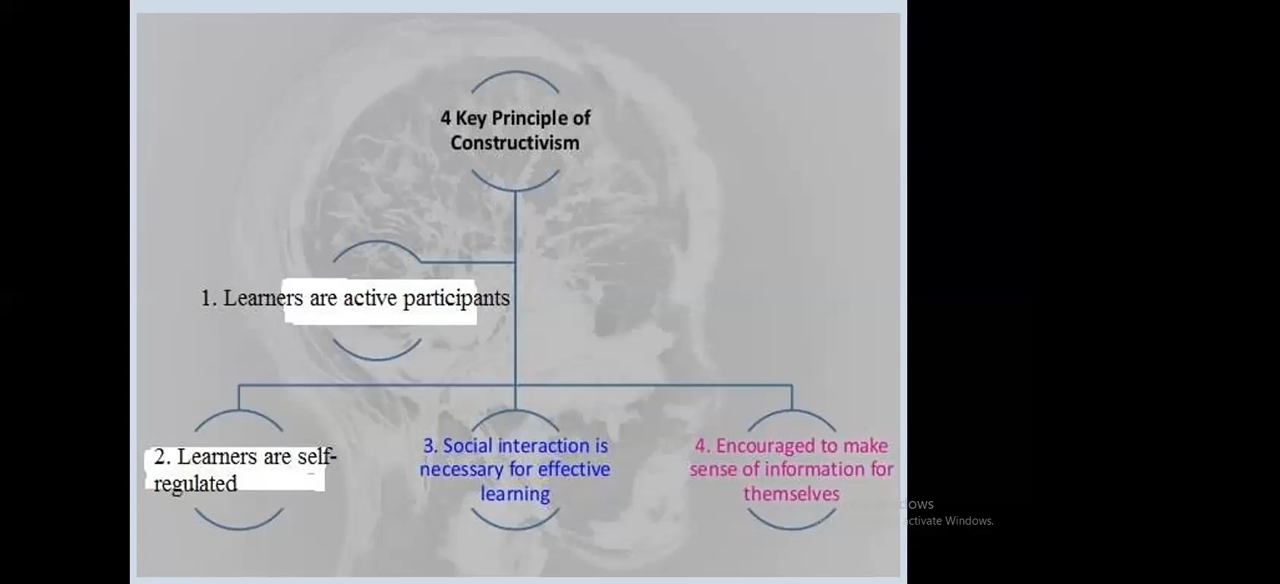 4 Key Principle of
Constructivism
1. Learners are active participants
2. Learners are self-
regulated
3. Social interaction is
necessary for effective
learning
4. Encouraged to make
sense of information for
themselves
ctivate Windows.